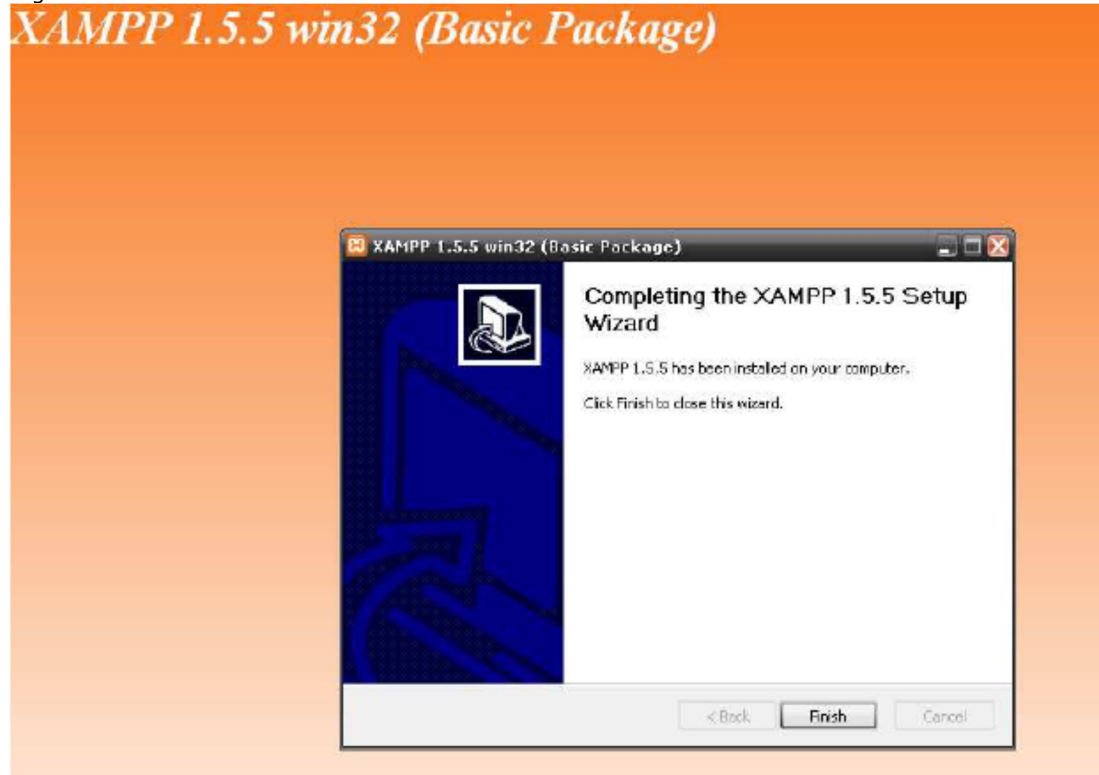 XAMPP 1.5.5 win32 (Basic Package)
XAMPP 1.5.5 win32 (Basic Package)
Completing the XAMPP 1.5.5 Setup
Wizard
XAMPP 1.5.5 has been installed on your computer.
Click Finish to close this wizard.
< Back
Finish
Cancel